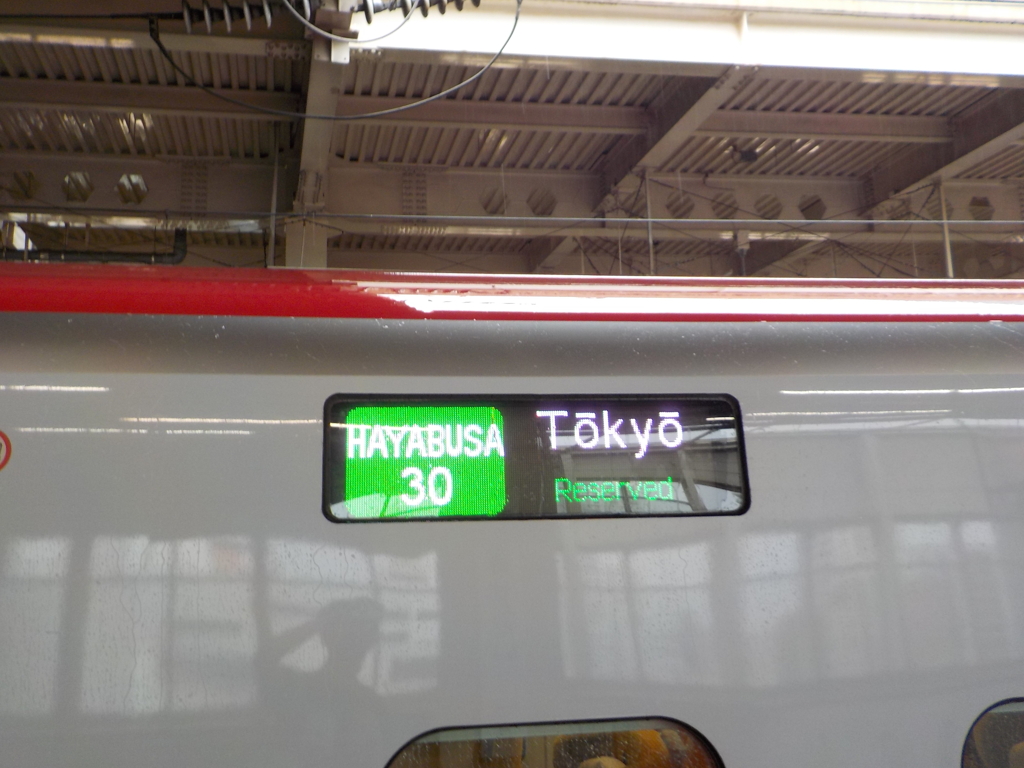 HAYABUSA
30
Tōkyō
Reserved